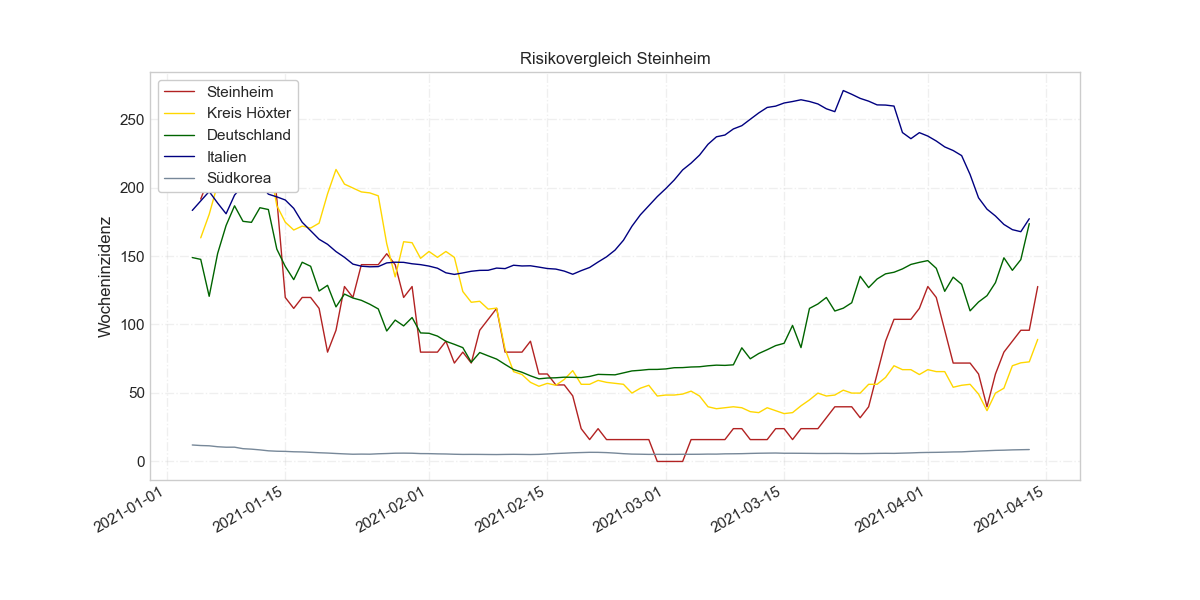 Risikovergleich Steinheim
Steinheim
Kreis Höxter
Deutschland
Italien
Südkorea
Wocheninzidenz
250
200
150
100
50
0
2021-01-01
2021-01-15
2021-02-01
2021-02-15
2021-03-01
2021-03-15
2021-04-01
2021-04-15